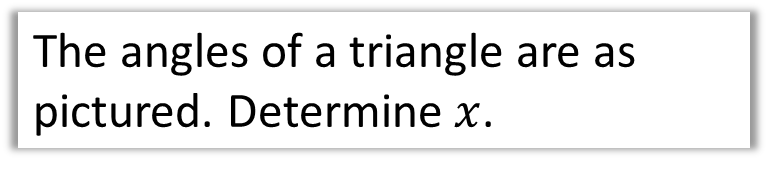 The angles of a triangle are as
pictured. Determine 𝑥.